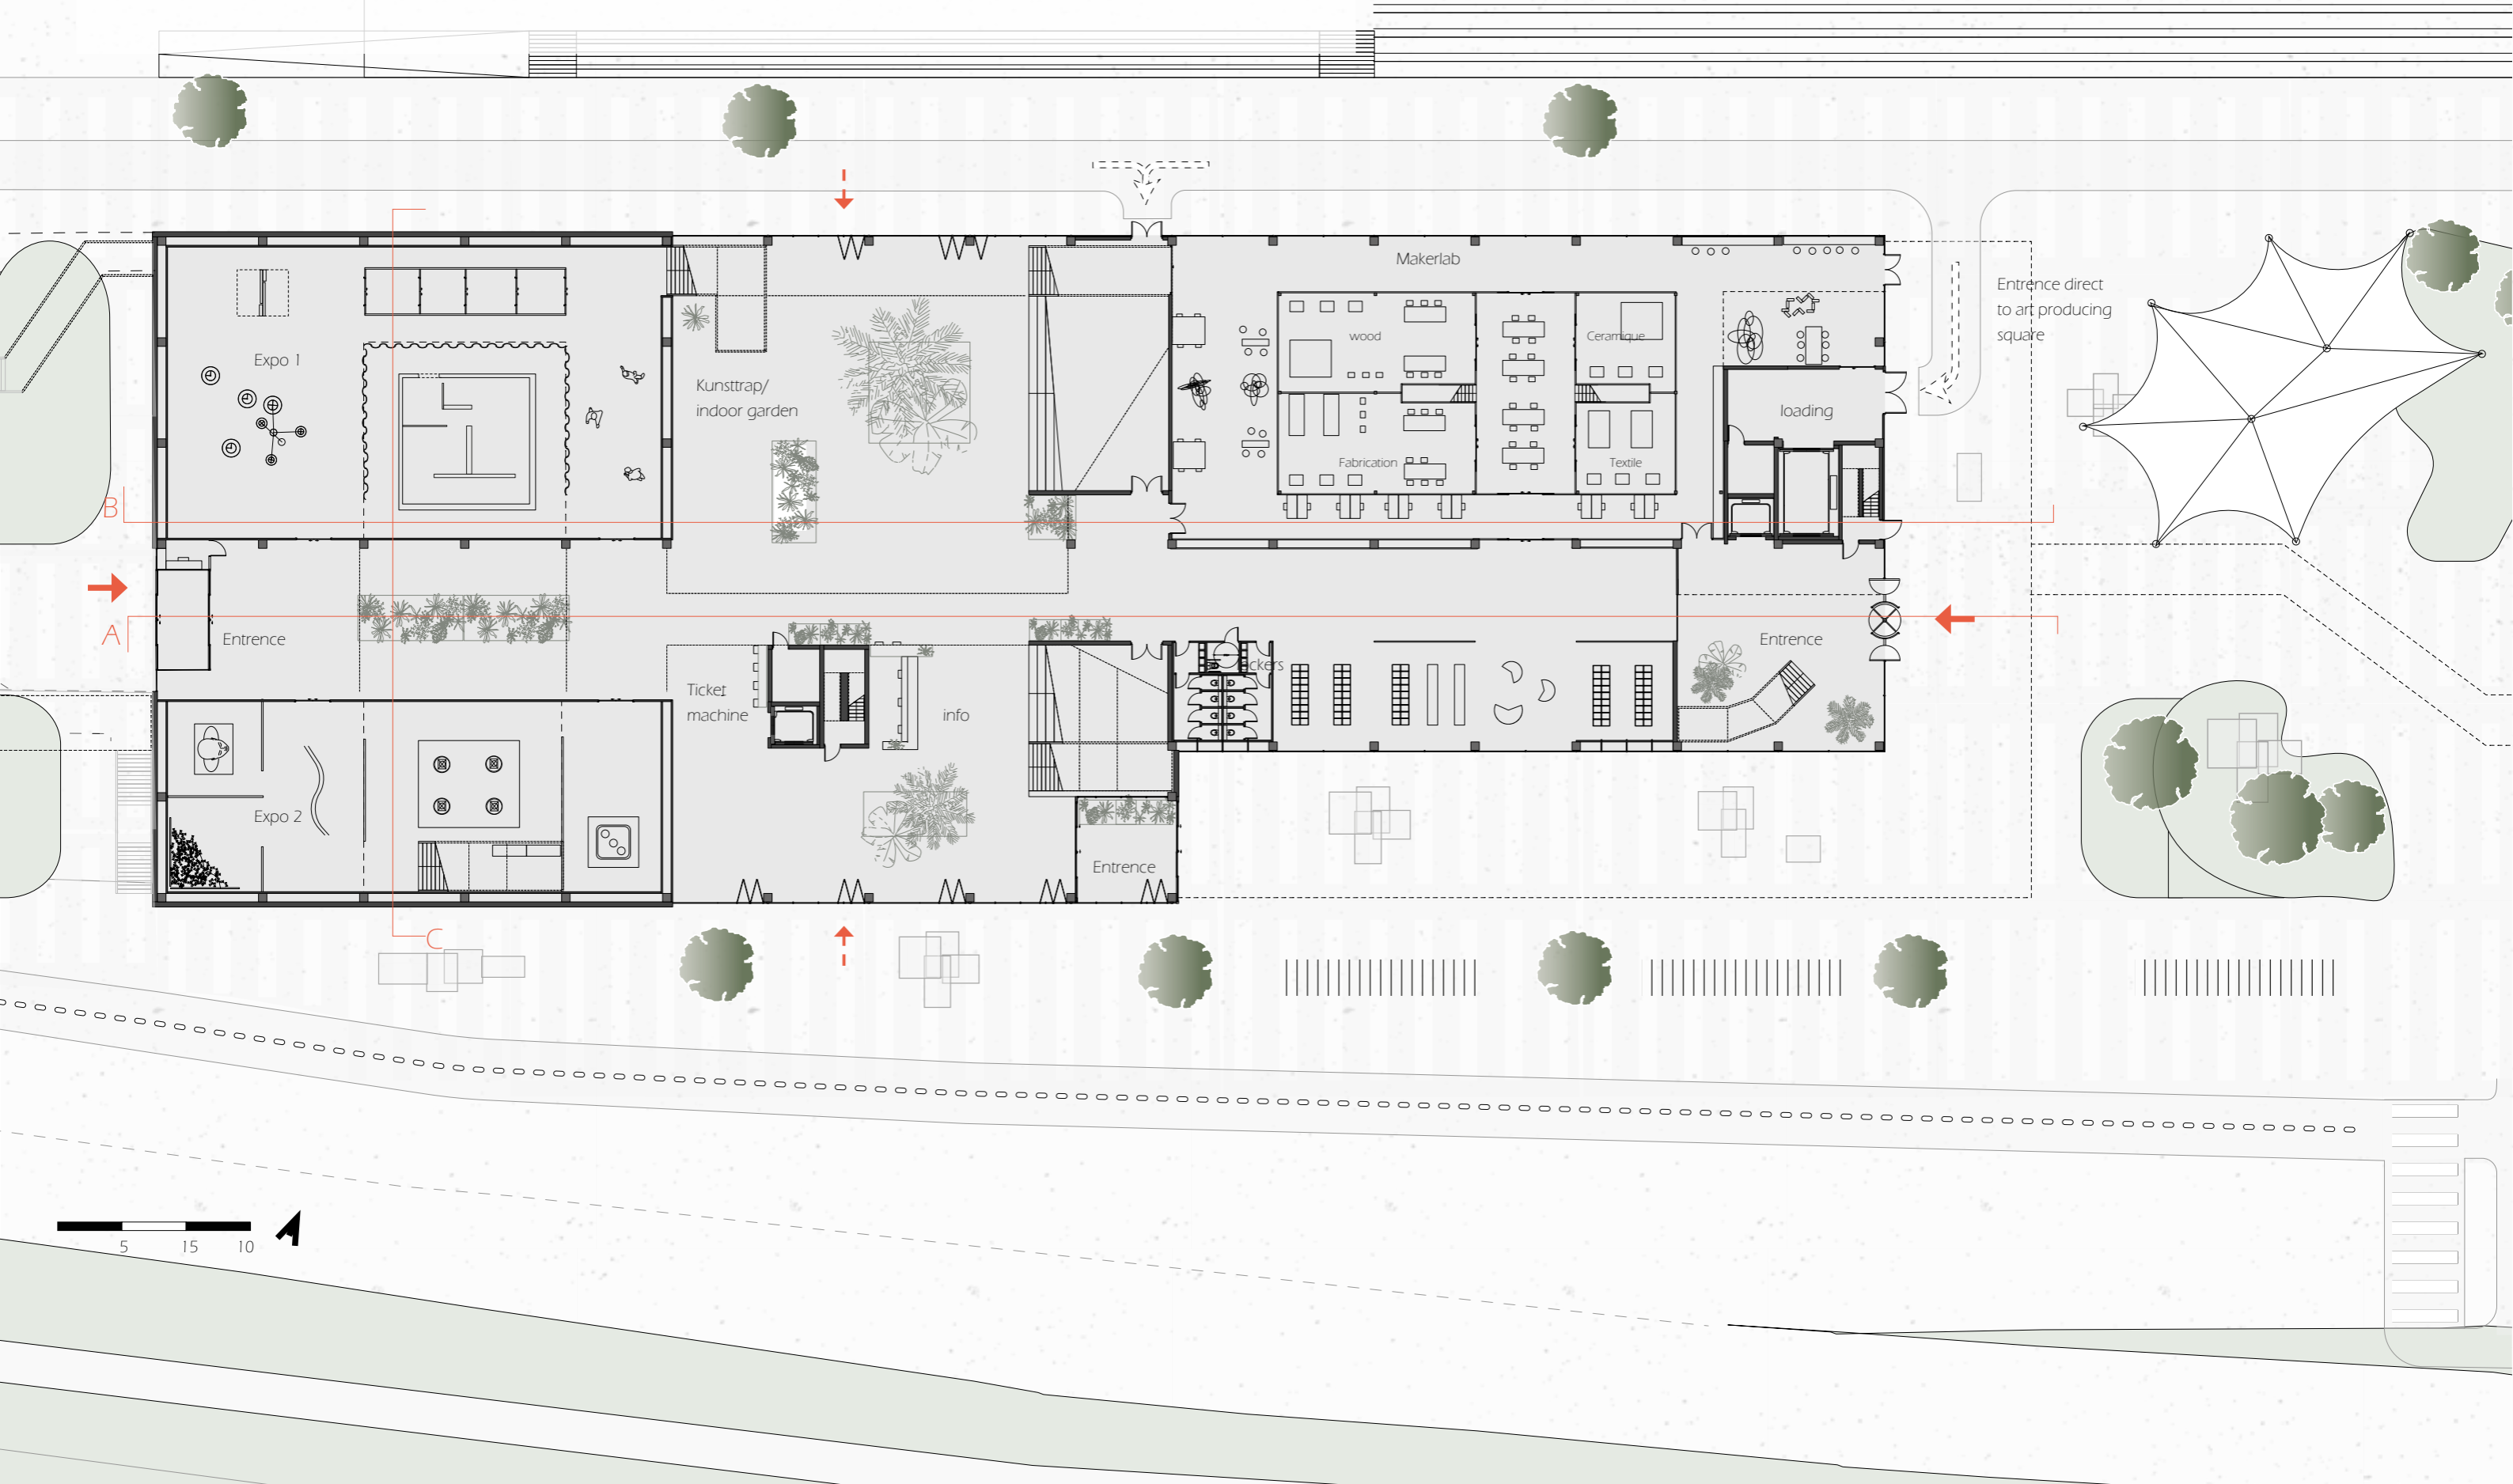 Makerlab
Entrence direct
to art producing
square
wood
Ceramique
Expo 1
Kunsttrap/
indoor garden
loading
Fabrication
Textile
B
A
Entrence
Entrence
lockers
Ticket
machine
info
Expo 2
Entrence
C
5 15 10